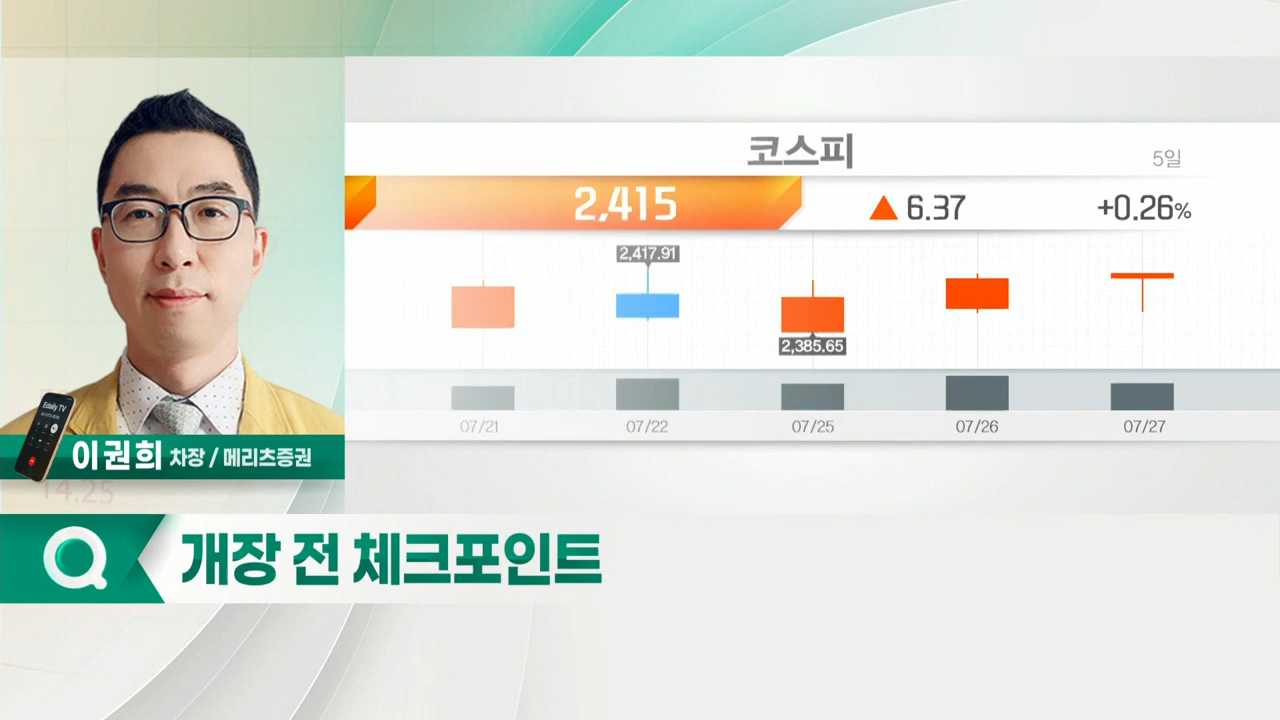 코스피
5일
2,415
▲ 6.37
+0.26%
2,417.91
2,385.65
07/21
07/22
07/25
07/26
07/27
Edaily TV
이권희 차장 / 메리츠증권
14.25
개장 전 체크포인트